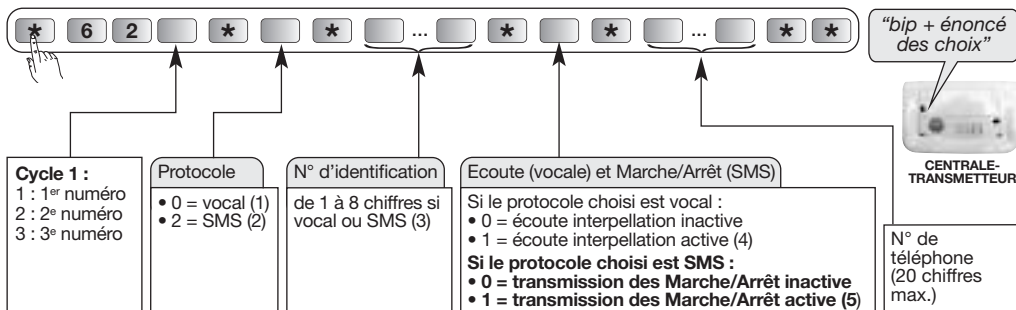 * 6 2 * * ... * * ... * *
"bip + énoncé
des choix"
CENTRALE-
TRANSMETTEUR
Cycle 1 :
1 : 1er numéro
2 : 2e numéro
3 : 3e numéro
Protocole
• 0 = vocal (1)
• 2 = SMS (2)
N° d'identification
de 1 à 8 chiffres si
vocal ou SMS (3)
Ecoute (vocale) et Marche/Arrêt (SMS)
Si le protocole choisi est vocal :
• 0 = écoute interpellation inactive
• 1 = écoute interpellation active (4)
Si le protocole choisi est SMS :
• 0 = transmission des Marche/Arrêt inactive
• 1 = transmission des Marche/Arrêt active (5)
N° de
téléphone
(20 chiffres
max.)